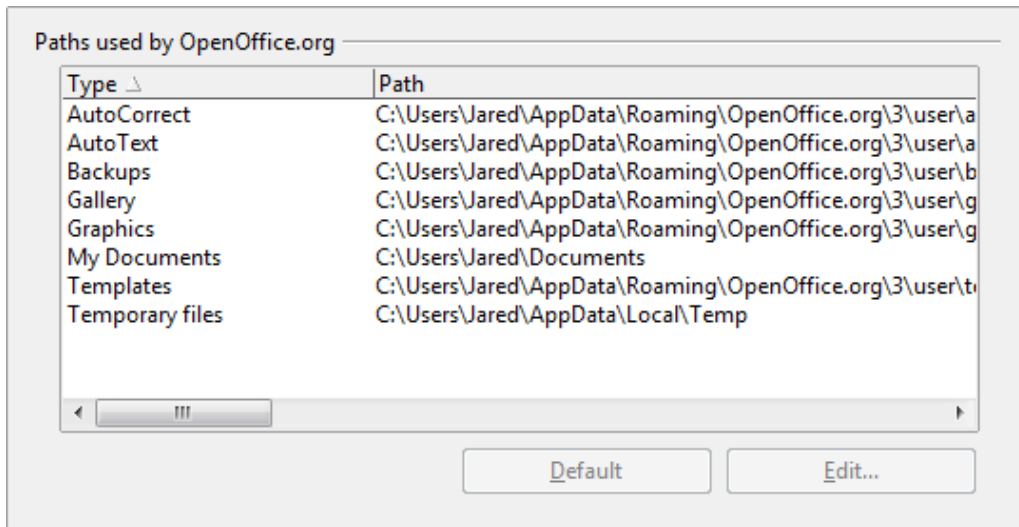 Paths used by OpenOffice.org
Type Path
AutoCorrect C:\Users\Jared\AppData\Roaming\OpenOffice.org\3\user\a
AutoText C:\Users\Jared\AppData\Roaming\OpenOffice.org\3\user\a
Backups C:\Users\Jared\AppData\Roaming\OpenOffice.org\3\user\b
Gallery C:\Users\Jared\AppData\Roaming\OpenOffice.org\3\user\g
Graphics C:\Users\Jared\AppData\Roaming\OpenOffice.org\3\user\g
My Documents C:\Users\Jared\Documents
Templates C:\Users\Jared\AppData\Roaming\OpenOffice.org\3\user\t
Temporary files C:\Users\Jared\AppData\Local\Temp
Default Edit...